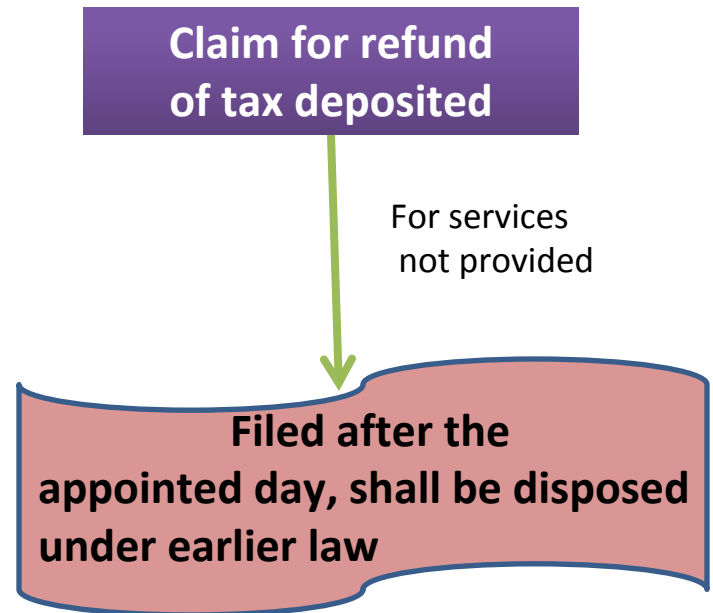 Claim for refund
of tax deposited
For services
not provided
Filed after the
appointed day, shall be disposed
under earlier law